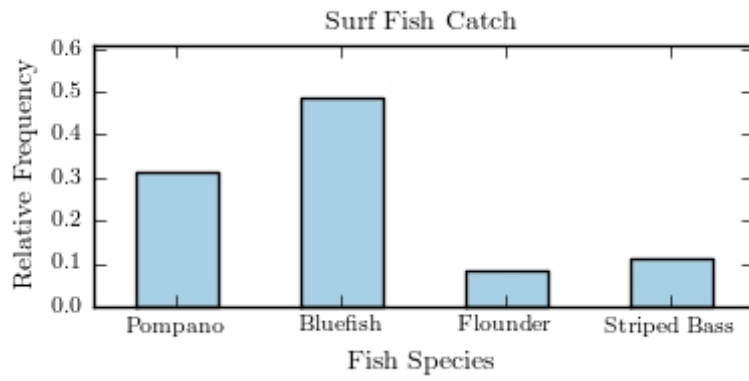 Surf Fish Catch
Relative Frequency
0.6
0.5
0.4
0.3
0.2
0.1
0.0
Pompano Bluefish Flounder Striped Bass
Fish Species